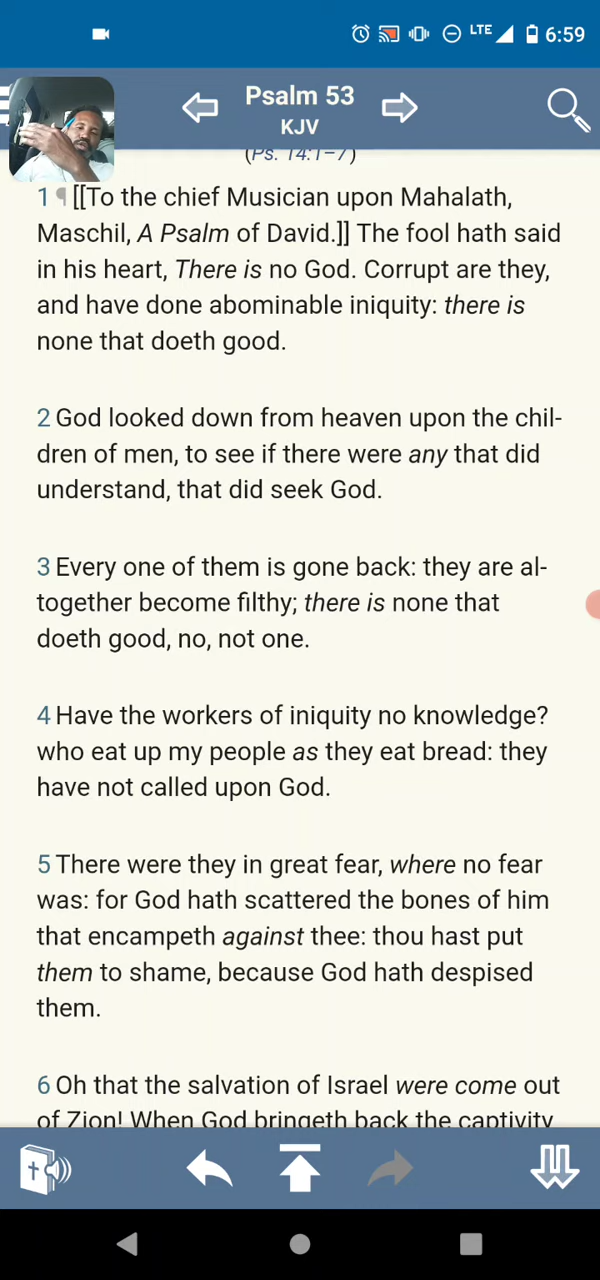 LTE 6:59
Psalm 53
KJV
(Ps. 14:1–7)
1 ¶ [[To the chief Musician upon Mahalath,
Maschil, A Psalm of David.]] The fool hath said
in his heart, There is no God. Corrupt are they,
and have done abominable iniquity: there is
none that doeth good.
2 God looked down from heaven upon the chil-
dren of men, to see if there were any that did
understand, that did seek God.
3 Every one of them is gone back: they are al-
together become filthy; there is none that
doeth good, no, not one.
4 Have the workers of iniquity no knowledge?
who eat up my people as they eat bread: they
have not called upon God.
5 There were they in great fear, where no fear
was: for God hath scattered the bones of him
that encampeth against thee: thou hast put
them to shame, because God hath despised
them.
6 Oh that the salvation of Israel were come out
of Zion! When God bringeth back the captivity